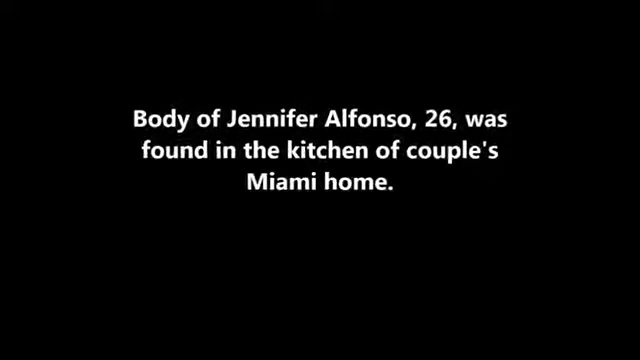 Body of Jennifer Alfonso, 26, was
found in the kitchen of couple's
Miami home.